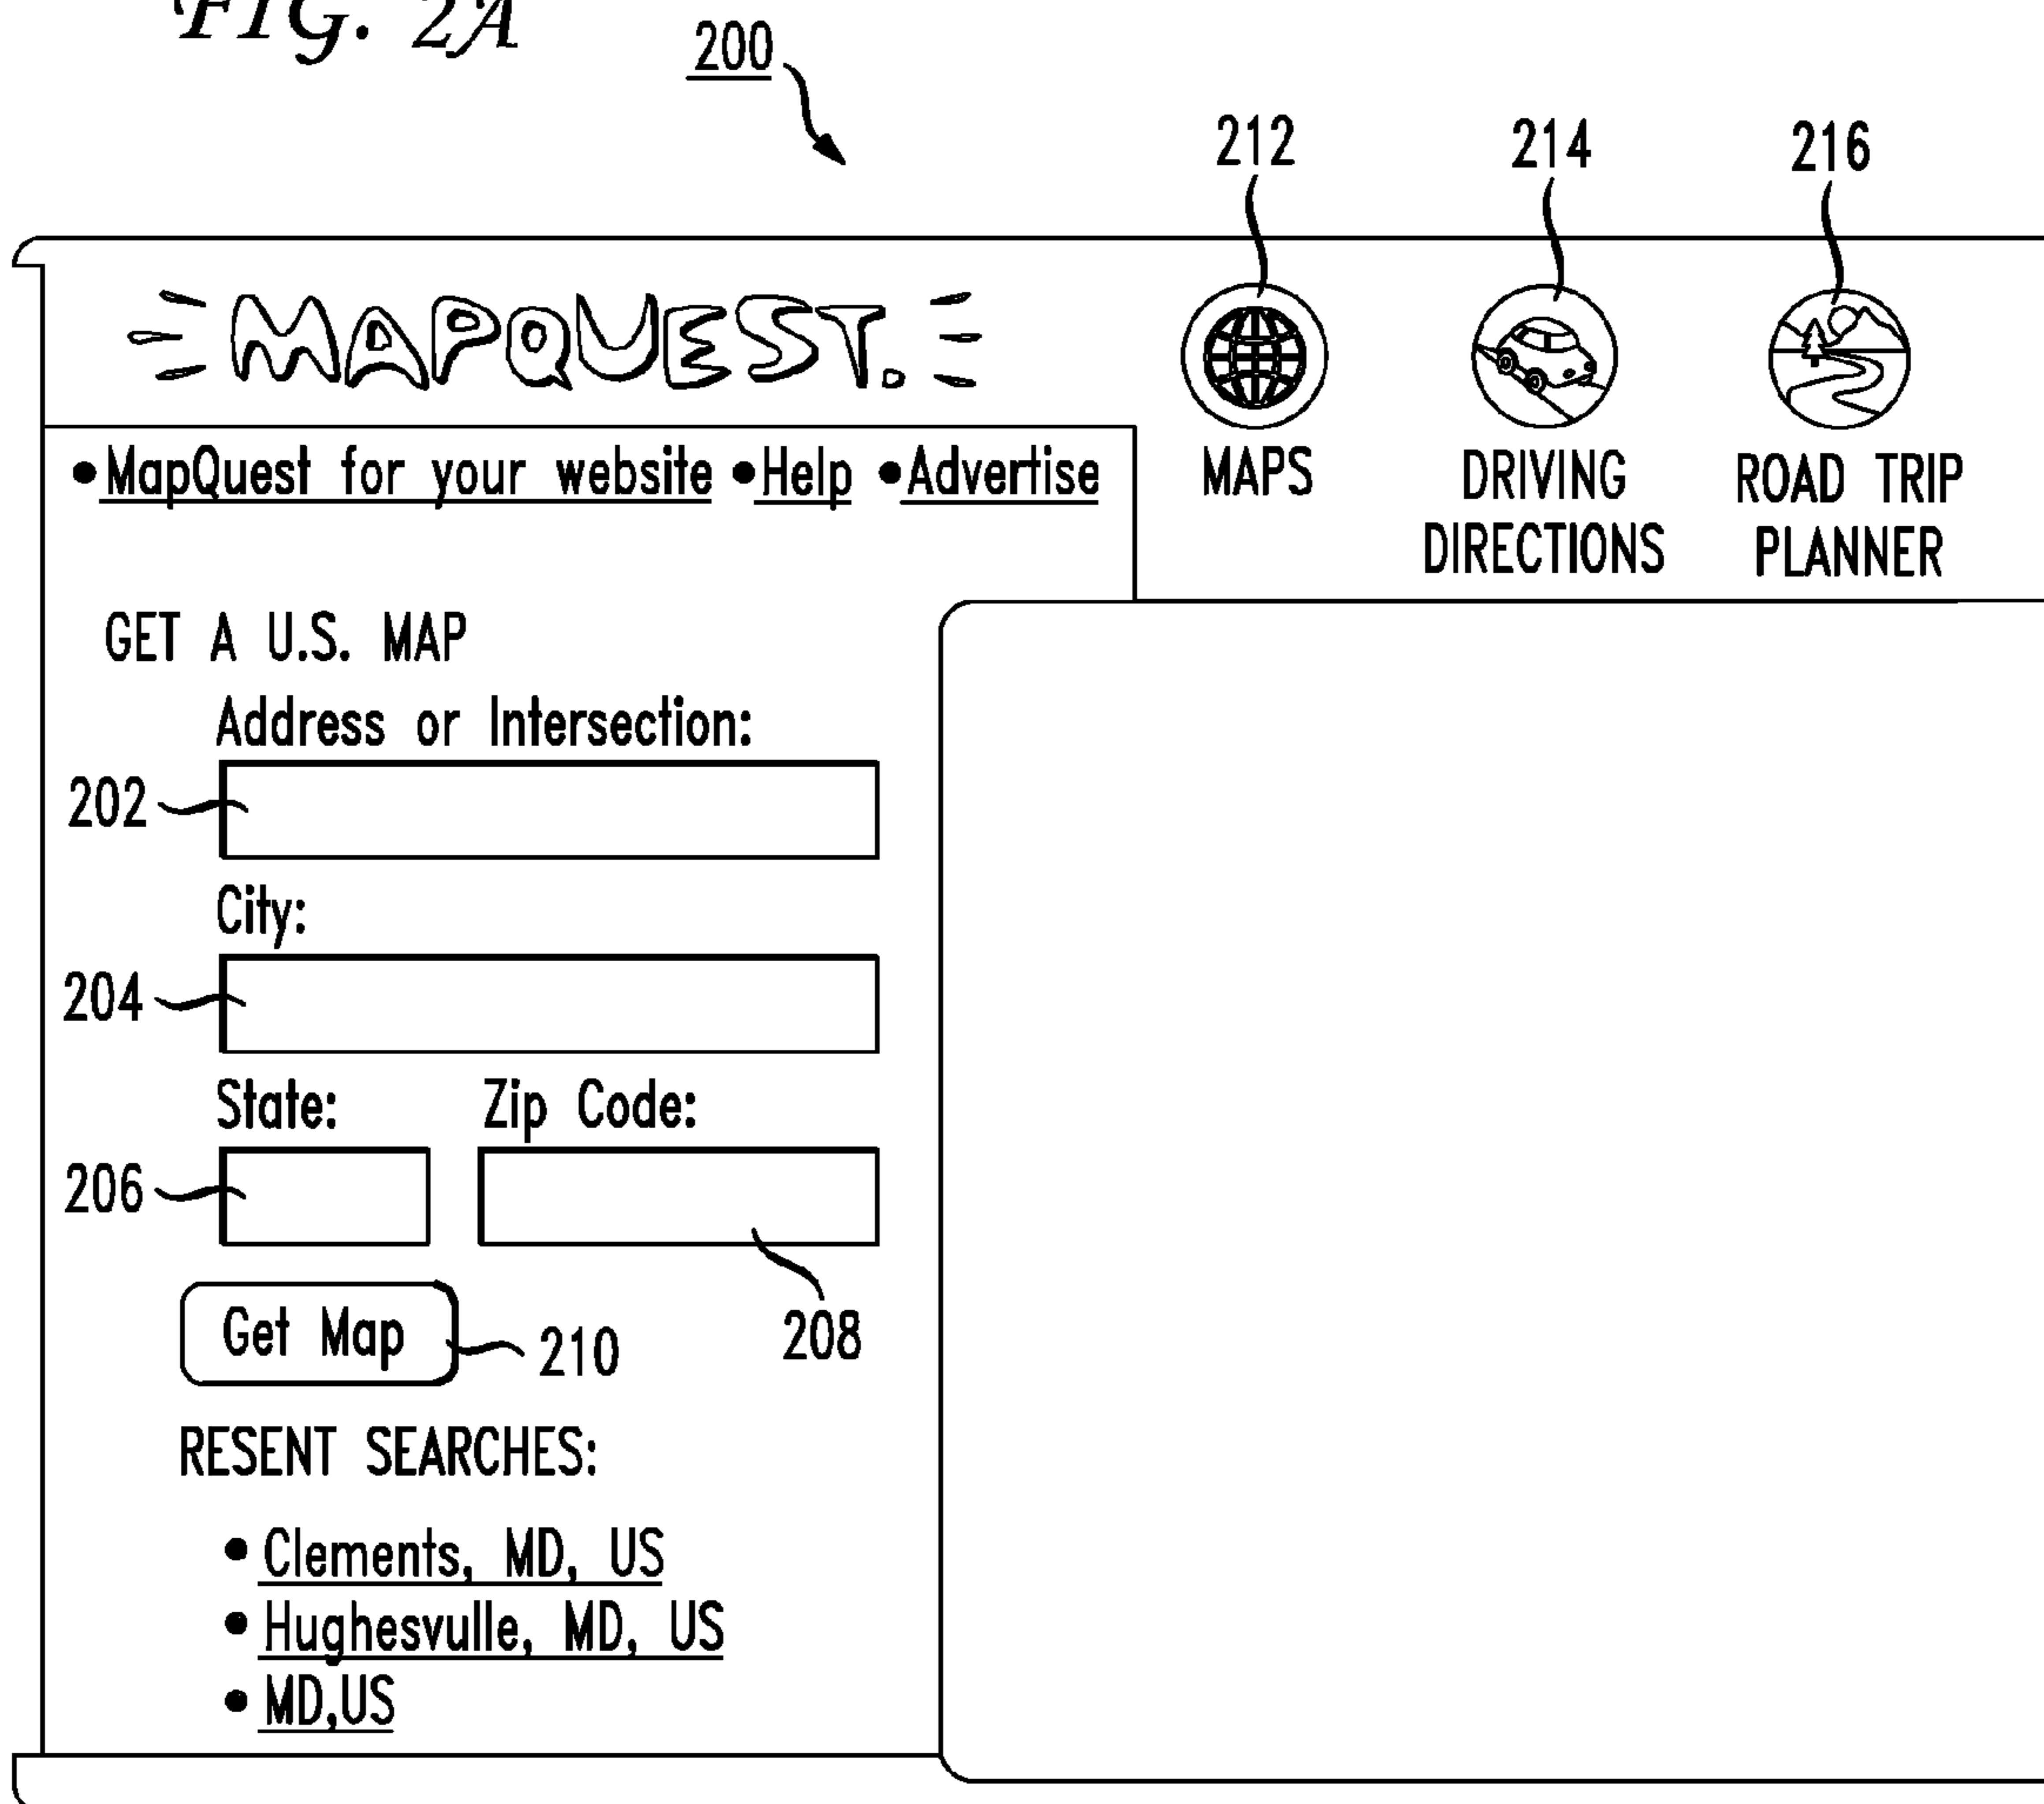 FIG. 2A
200
212
214
216
MAPQUEST.
•MapQuest for your website •Help •Advertise
MAPS
DRIVING
DIRECTIONS
ROAD TRIP
PLANNER
GET A U.S. MAP
Address or Intersection:
202
City:
204
State: Zip Code:
206
208
Get Map
210
RESENT SEARCHES:
• Clements, MD, US
• Hughesvulle, MD, US
• MD,US